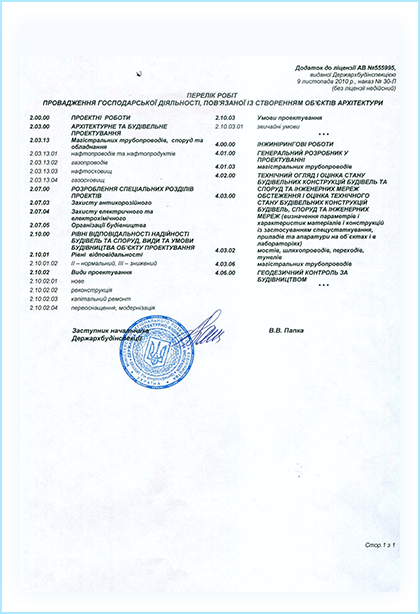 Додаток до ліцензії АВ №555995,
виданої Держархбудінспекцією
9 листопада 2010 р., наказ № 30-Л
(без ліцензії недійсний)
ПЕРЕЛІК РОБІТ
ПРОВАДЖЕННЯ ГОСПОДАРСЬКОЇ ДІЯЛЬНОСТІ, ПОВ'ЯЗАНОЇ ІЗ СТВОРЕННЯМ ОБ'ЄКТІВ АРХІТЕКТУРИ
2.00.00 ПРОЕКТНІ РОБОТИ
2.03.00 АРХІТЕКТУРНЕ ТА БУДІВЕЛЬНЕ
ПРОЕКТУВАННЯ
2.03.13 Магістральних трубопроводів, споруд та
обладнання
2.03.13.01 нафтопроводів та нафтопродуктів
2.03.13.02 газопроводів
2.03.13.03 нафтосховищ
2.03.13.04 газосховищ
2.07.00 РОЗРОБЛЕННЯ СПЕЦІАЛЬНИХ РОЗДІЛІВ
ПРОЕКТІВ
2.07.03 Захисту антикорозійного
2.07.04 Захисту електричного та
електрохімічного
2.07.05 Організації будівництва
2.10.00 РІВНІ ВІДПОВІДАЛЬНОСТІ НАДІЙНОСТІ
БУДІВЕЛЬ ТА СПОРУД, ВИДИ ТА УМОВИ
БУДІВНИЦТВА ОБ'ЄКТУ ПРОЕКТУВАННЯ
2.10.01 Рівні відповідальності
2.10.01.02 II – нормальний, III – знижений
2.10.02 Види проектування
2.10.02.01 нове
2.10.02.02 реконструкція
2.10.02.03 капітальний ремонт
2.10.02.04 переоснащення, модернізація
2.10.03 Умови проектування
2.10.03.01 звичайні умови
* * *
4.00.00 ІНЖИНІРИНГОВІ РОБОТИ
4.01.00 ГЕНЕРАЛЬНИЙ РОЗРОБНИК У
ПРОЕКТУВАННІ
4.01.03 магістральних трубопроводів
4.02.00 ТЕХНІЧНИЙ ОГЛЯД І ОЦІНКА СТАНУ
БУДІВЕЛЬНИХ КОНСТРУКЦІЙ БУДІВЕЛЬ ТА
СПОРУД ТА ІНЖЕНЕРНИХ МЕРЕЖ
4.03.00 ОБСТЕЖЕННЯ І ОЦІНКА ТЕХНІЧНОГО
СТАНУ БУДІВЕЛЬНИХ КОНСТРУКЦІЙ
БУДІВЕЛЬ, СПОРУД ТА ІНЖЕНЕРНИХ
МЕРЕЖ (визначення параметрів і
характеристик матеріалів і конструкцій
із застосуванням спецустаткування,
приладів та апаратури на об'єктах і в
лабораторіях)
4.03.02 мостів, шляхопроводів, переходів,
тунелів
4.03.06 магістральних трубопроводів
4.06.00 ГЕОДЕЗИЧНИЙ КОНТРОЛЬ ЗА
БУДІВНИЦТВОМ
* * *
Заступник начальника
Держархбудінспекції
В.В. Папка
УКРАЇНА
Стор.1 з 1